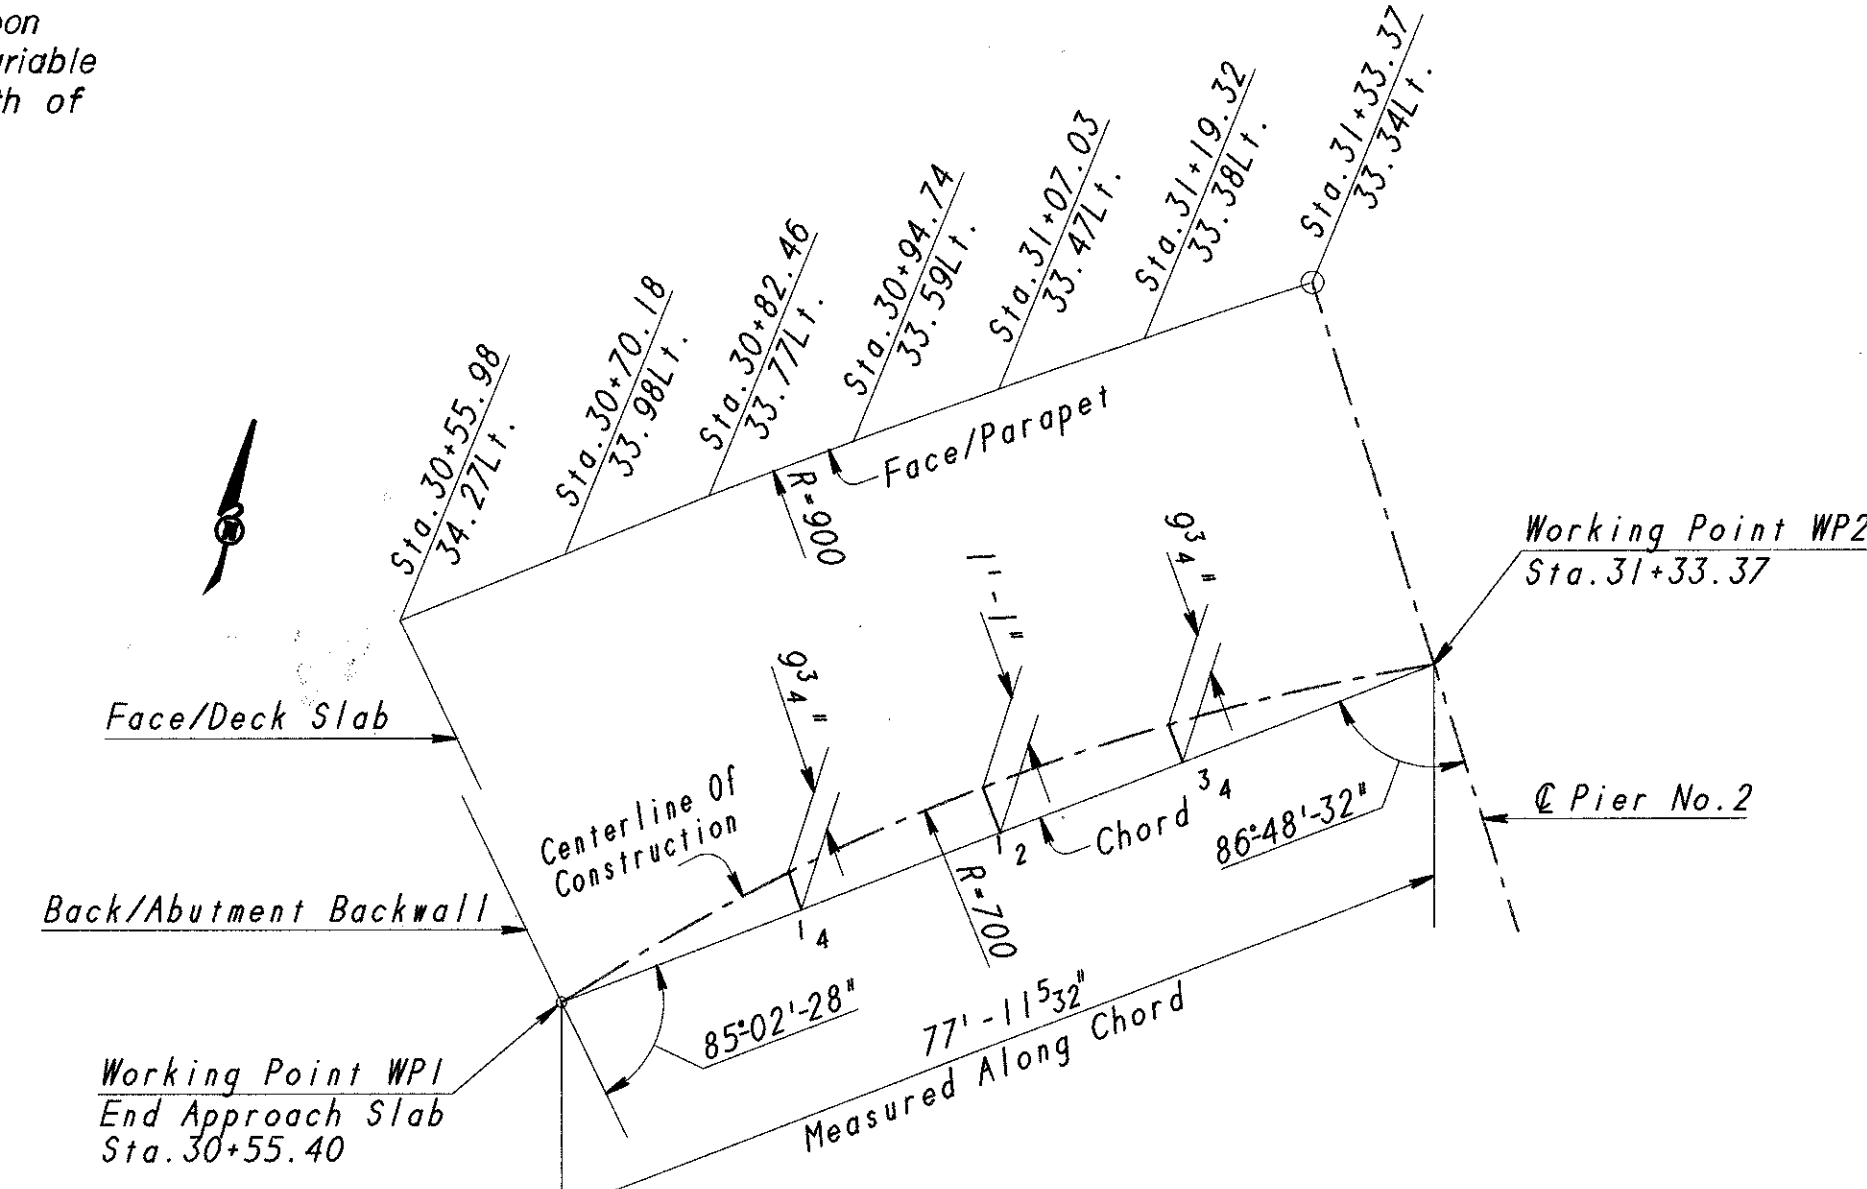 riable
h of
Sta.30+55.98
34.27Lt.
Sta.30+70.18
33.98Lt.
Sta.30+82.46
33.77Lt.
Sta.30+94.74
33.59Lt.
Sta.31+07.03
33.47Lt.
Sta.31+19.32
33.38Lt.
Sta.31+33.37
33.34Lt.
Face/Parapet
R=900
Working Point WP2
Sta.31+33.37
9 3 4 "
1'-1"
9 3 4 "
Face/Deck Slab
Centerline Of
Construction
Back/Abutment Backwall
1 4
1 2
3 4
Chord
R=700
86°48'-32"
℄ Pier No.2
85°02'-28"
77'-11 5 32"
Measured Along Chord
Working Point WP1
End Approach Slab
Sta.30+55.40